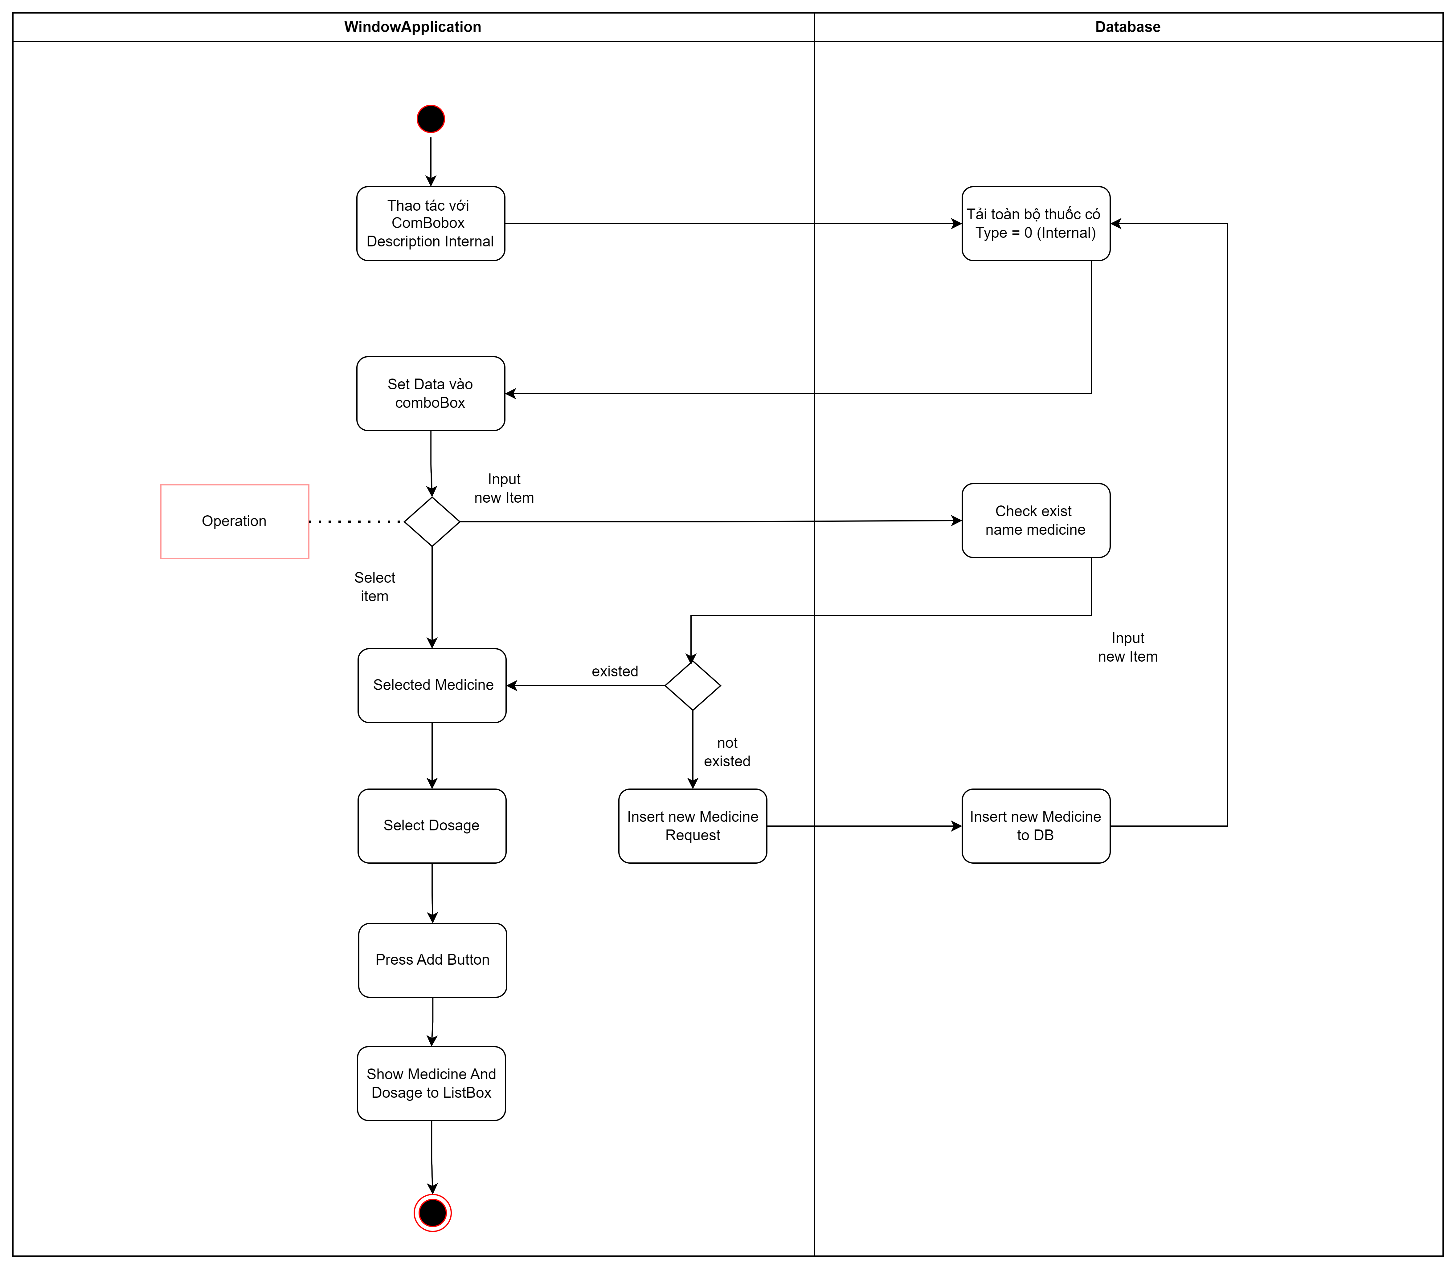 WindowApplication
Database
Thao tác với
ComBobox
Description Internal
Tải toàn bộ thuốc có
Type = 0 (Internal)
Set Data vào
comboBox
Input
new Item
Operation
Check exist
name medicine
Select
item
Input
new Item
existed
Selected Medicine
not
existed
Select Dosage
Insert new Medicine
Request
Insert new Medicine
to DB
Press Add Button
Show Medicine And
Dosage to ListBox